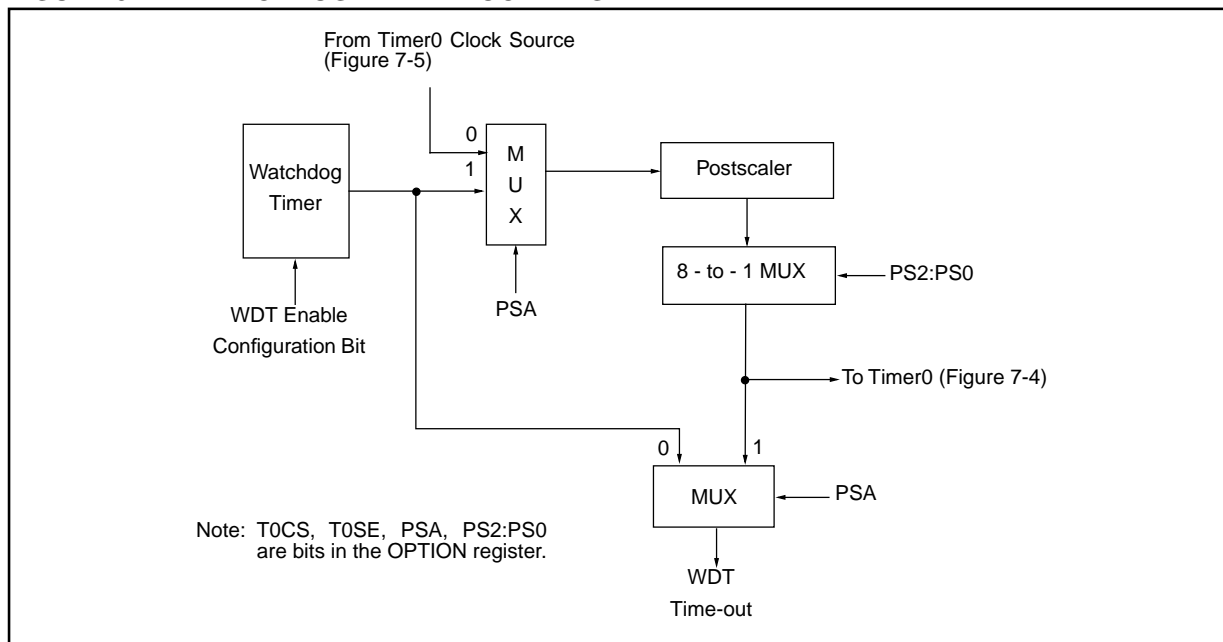 From Timer0 Clock Source
(Figure 7-5)
0
1
M
U
X
Watchdog
Timer
Postscaler
8 - to - 1 MUX
PS2:PS0
PSA
WDT Enable
Configuration Bit
To Timer0 (Figure 7-4)
0
1
MUX
PSA
Note: T0CS, T0SE, PSA, PS2:PS0
are bits in the OPTION register.
WDT
Time-out